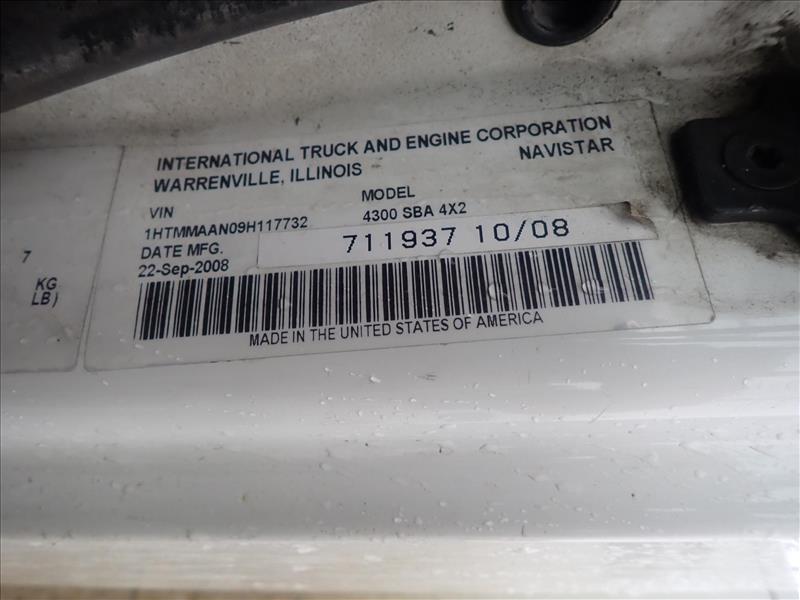 INTERNATIONAL TRUCK AND ENGINE CORPORATION
WARRENVILLE, ILLINOIS NAVISTAR
VIN MODEL
1HTMMAAN09H117732 4300 SBA 4X2
DATE MFG.
22-Sep-2008 711937 10/08
MADE IN THE UNITED STATES OF AMERICA
7
KG
LB)